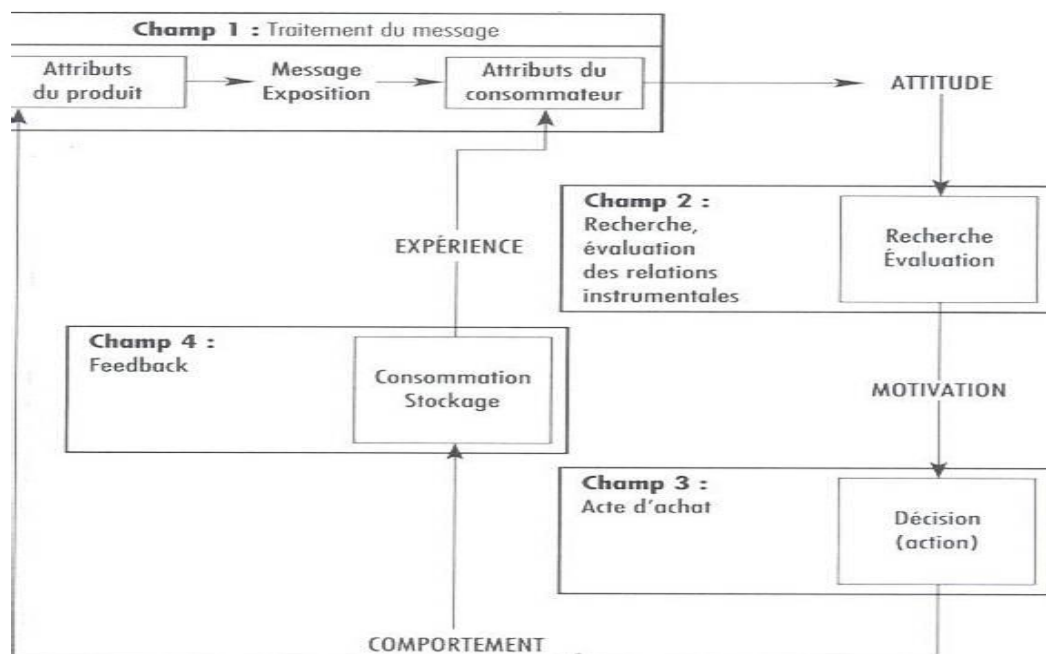 Champ 1 : Traitement du message
Attributs
du produit
Message
Exposition
Attributs du
consommateur
ATTITUDE
Champ 2 :
Recherche,
évaluation
des relations
instrumentales
Recherche
Évaluation
EXPÉRIENCE
MOTIVATION
Champ 4 :
Feedback
Consommation
Stockage
Champ 3 :
Acte d'achat
Décision
(action)
COMPORTEMENT